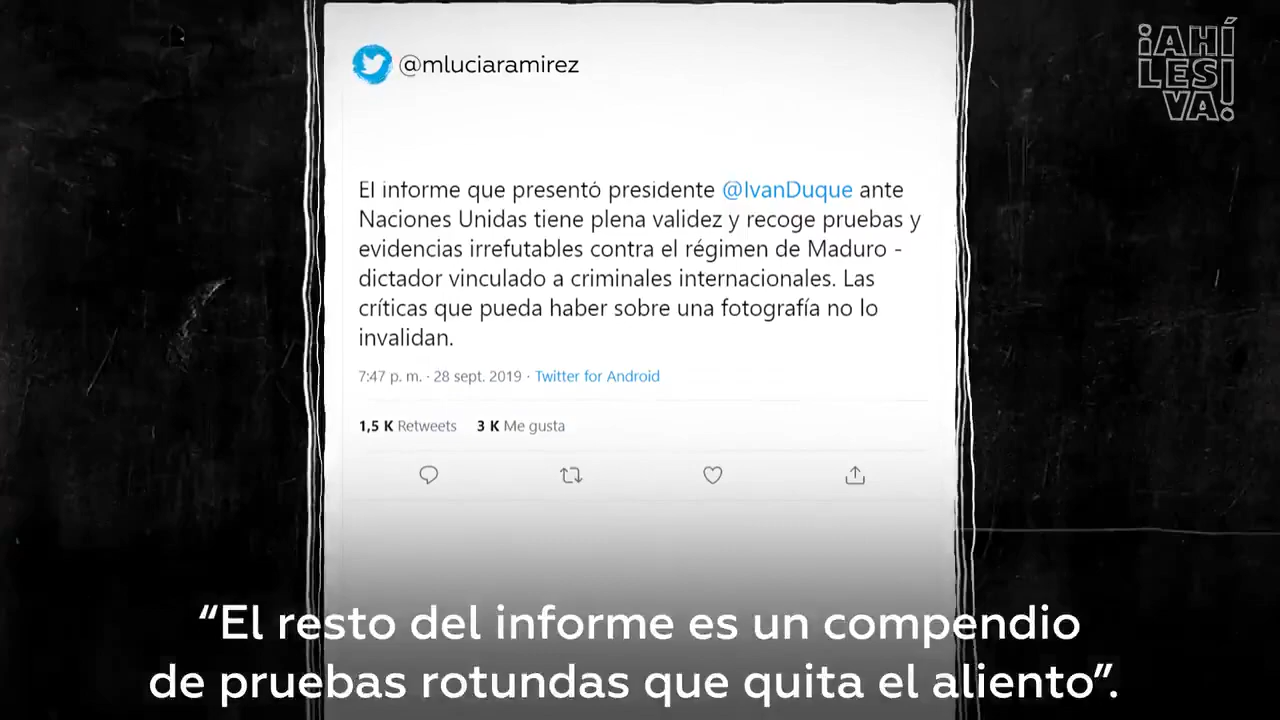 ¡AHÍ
LES
VA!
@mluciaramirez
El informe que presentó presidente @IvanDuque ante
Naciones Unidas tiene plena validez y recoge pruebas y
evidencias irrefutables contra el régimen de Maduro -
dictador vinculado a criminales internacionales. Las
críticas que pueda haber sobre una fotografía no lo
invalidan.
7:47 p. m. · 28 sept. 2019 · Twitter for Android
1,5 K Retweets 3 K Me gusta
“El resto del informe es un compendio
de pruebas rotundas que quita el aliento”.